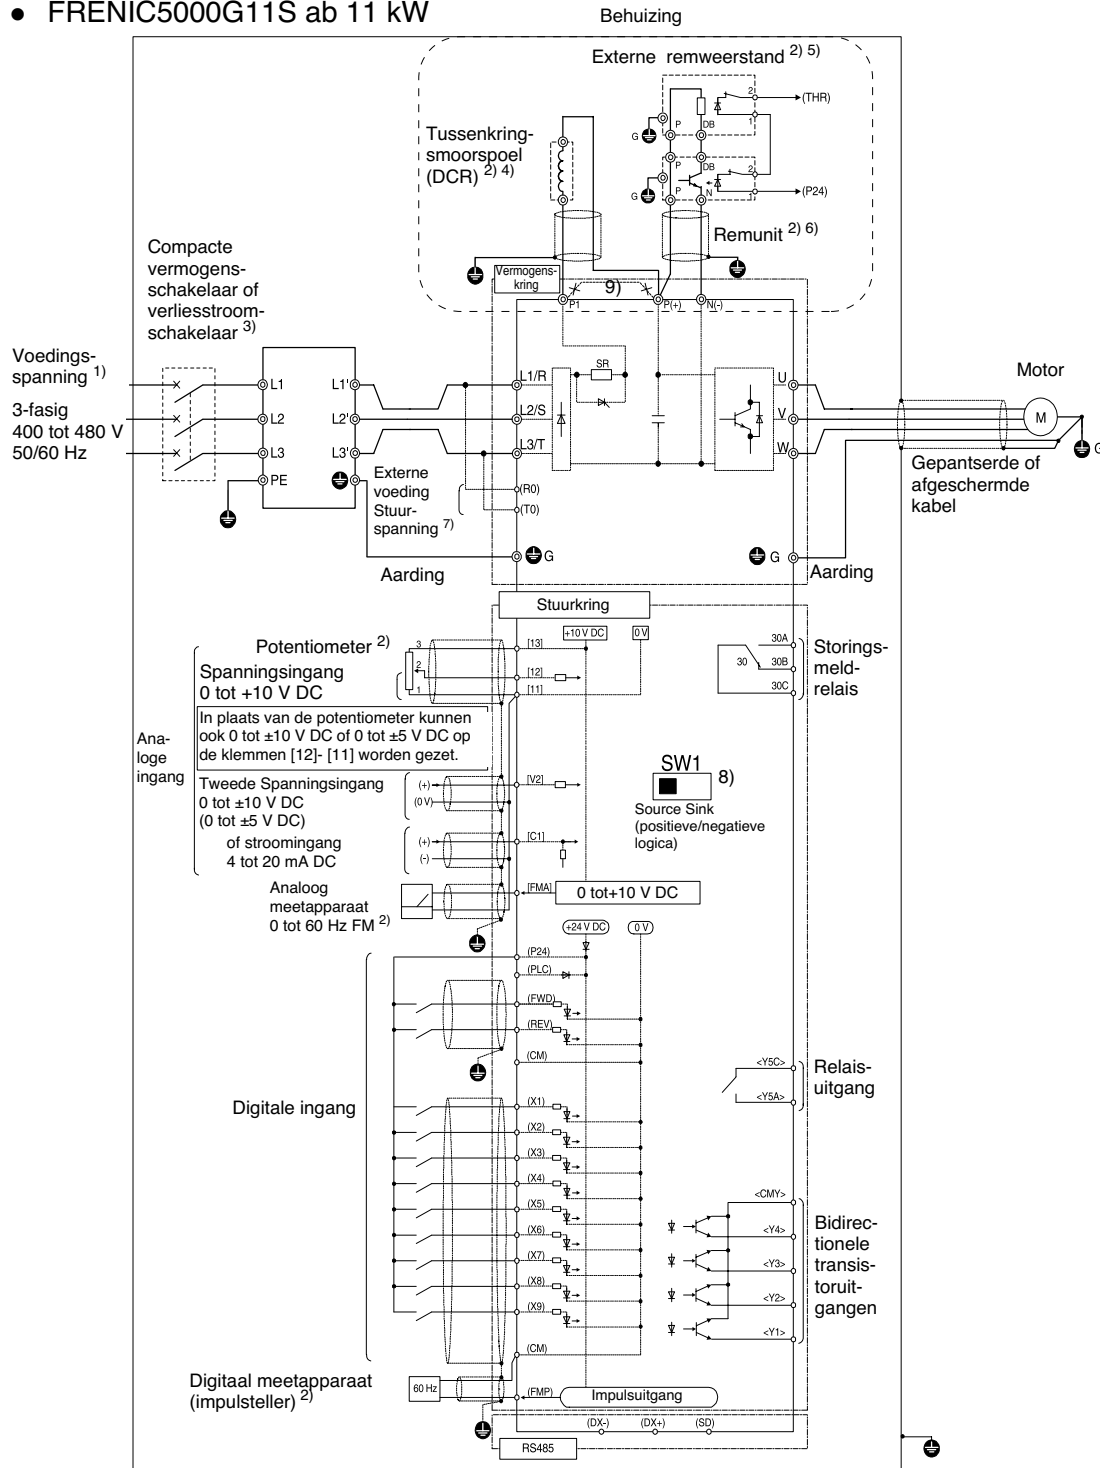 ● FRENIC5000G11S ab 11 kW
Behuizing
Externe remweerstand 2) 5)
2
(THR)
1
P
DB
G
Tussenkring-
smoorspoel
(DCR) 2) 4)
P
DB
2
G
P
N
1
(P24)
Remunit 2) 6)
Compacte
vermogens-
schakelaar of
verliesstroom-
schakelaar 3)
Vermogens-
kring
9)
P1
P(+)
N(-)
Voedings-
spanning 1)
3-fasig
400 tot 480 V
50/60 Hz
L1
L1'
L2
L2'
L3
L3'
PE
L1/R
L2/S
L3/T
SR
U
V
W
Motor
M
G
Gepantserde of
afgeschermde
kabel
Externe
voeding
Stuur-
spanning 7)
(R0)
(T0)
G
G
Aarding
Aarding
Stuurkring
Potentiometer 2)
3
[13]
+10 V DC
0 V
30A
30
30B
30C
Storings-
meld-
relais
Spanningsingang
0 tot +10 V DC
2
[12]
1
[11]
In plaats van de potentiometer kunnen
ook 0 tot ±10 V DC of 0 tot ±5 V DC op
de klemmen [12]- [11] worden gezet.
Ana-
loge
ingang
SW1
8)
Source Sink
(positieve/negatieve
logica)
Tweede Spanningsingang
0 tot ±10 V DC
(0 tot ±5 V DC)
(+)
[V2]
(0 V)
of stroomingang
4 tot 20 mA DC
(+)
[C1]
(-)
Analoog
meetapparaat
0 tot 60 Hz FM 2)
[FMA]
0 tot+10 V DC
+24 V DC
0 V
(P24)
(PLC)
(FWD)
(REV)
(CM)
<Y5C>
<Y5A>
Relais-
uitgang
Digitale ingang
(X1)
(X2)
(X3)
(X4)
(X5)
(X6)
(X7)
(X8)
(X9)
(CM)
<CMY>
<Y4>
<Y3>
<Y2>
<Y1>
Bidirec-
tionele
transis-
toruit-
gangen
Digitaal meetapparaat
(impulsteller) 2)
60 Hz
(FMP)
Impulsuitgang
(DX-)
(DX+)
(SD)
RS485